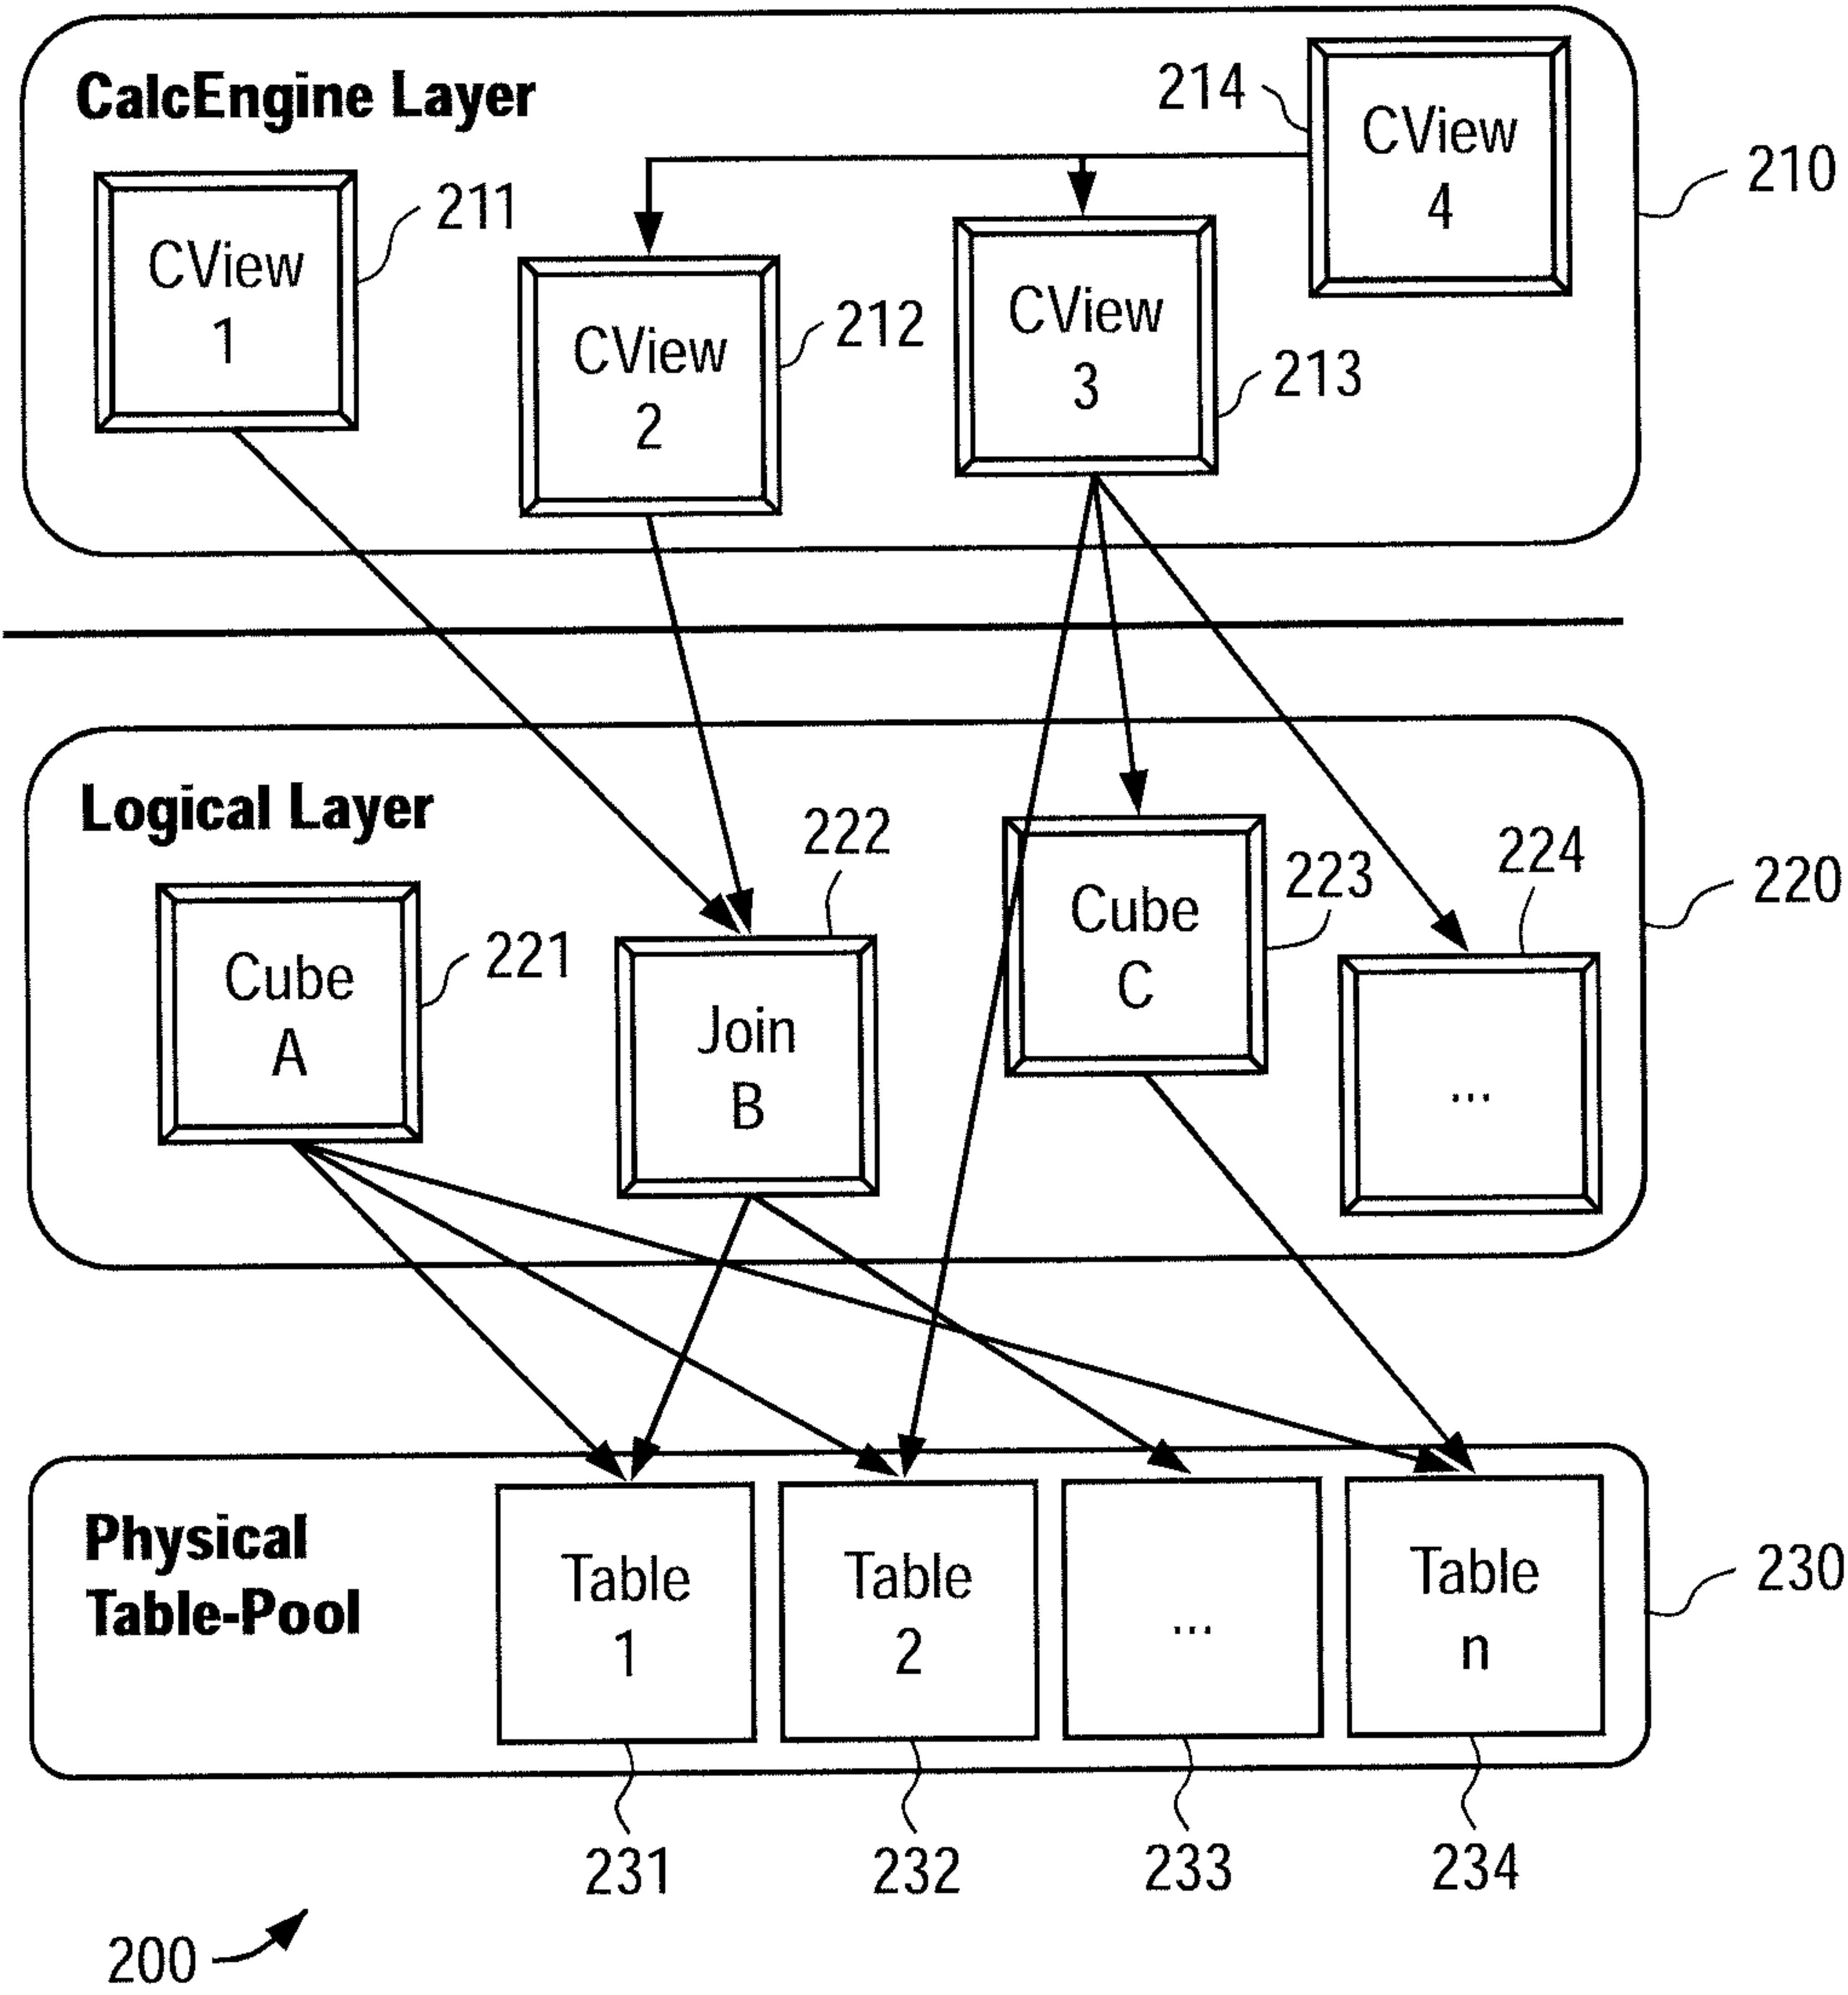 CalcEngine Layer
214
CView
4
210
211
CView
1
212
CView
2
CView
3
213
Logical Layer
222
223
224
220
Cube
A
221
Join
B
Cube
C
...
Physical
Table-Pool
Table
1
Table
2
...
Table
n
230
231
232
233
234
200